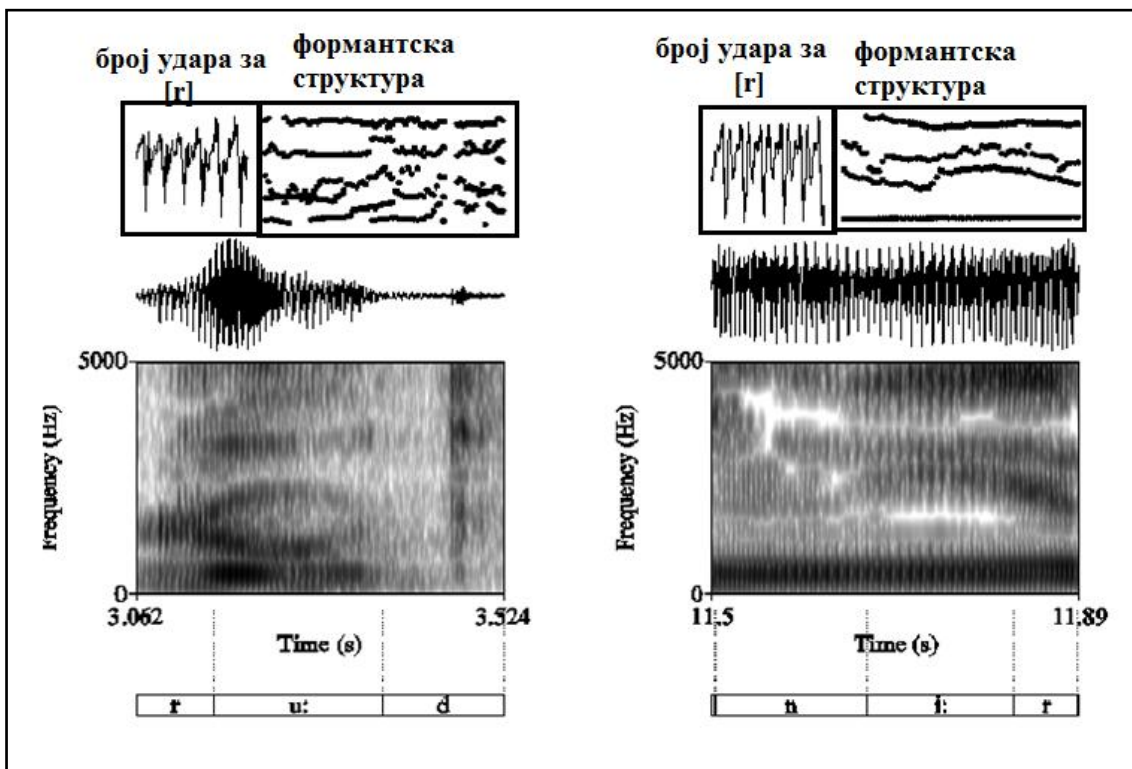 број удара за
[r]
формантска
структура
број удара за
[r]
формантска
структура
5000
Frequency (Hz)
0
3.062
3.524
Time (s)
r
u:
d
5000
Frequency (Hz)
0
11.5
11.89
Time (s)
n
i:
r